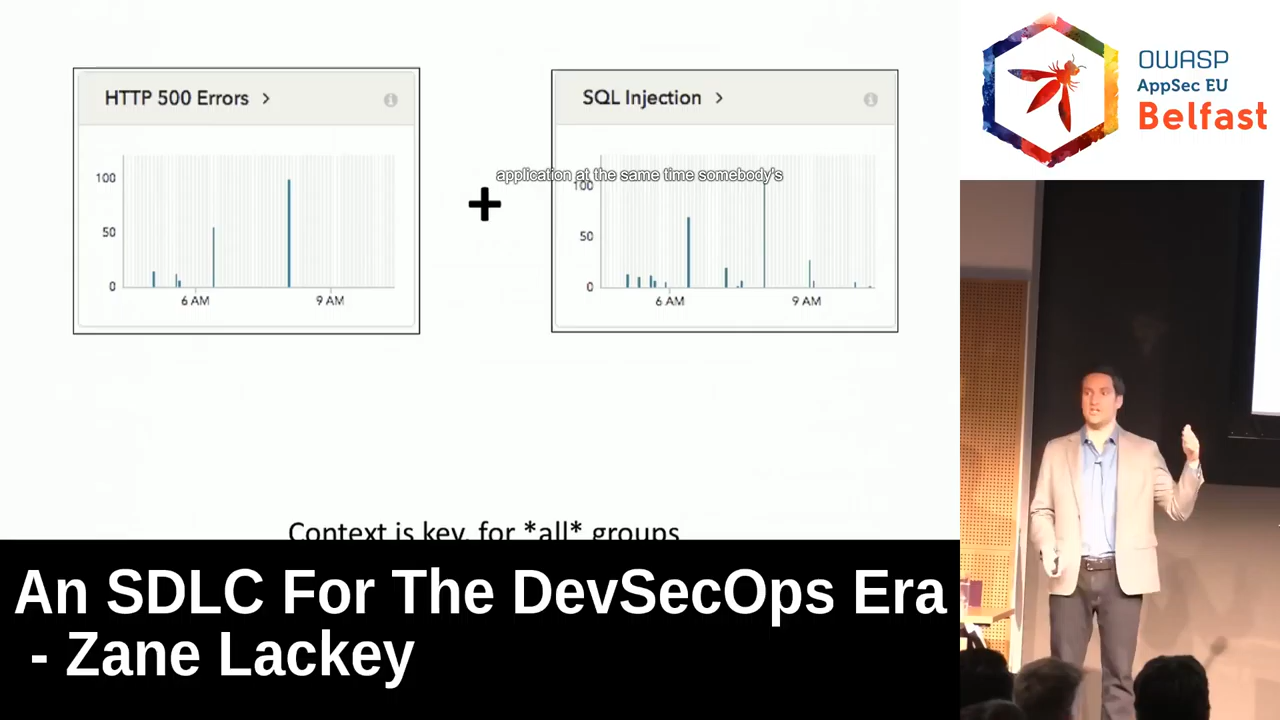 HTTP 500 Errors >
100
50
0
6 AM
9 AM
+
SQL Injection >
application at the same time somebody's
100
50
0
6 AM
9 AM
Context is key, for *all* groups
An SDLC For The DevSecOps Era
- Zane Lackey
OWASP
AppSec EU
Belfast